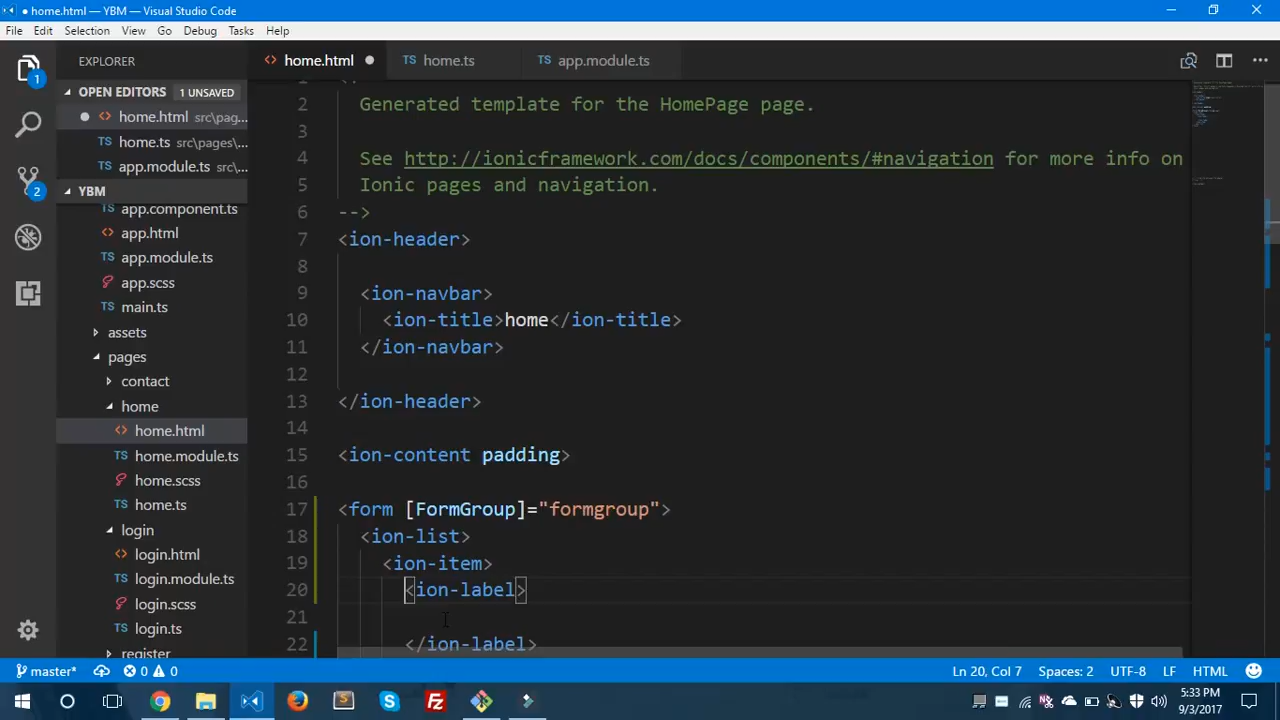 ● home.html — YBM — Visual Studio Code
File Edit Selection View Go Debug Tasks Help
EXPLORER
home.html
home.ts
app.module.ts
OPEN EDITORS 1 UNSAVED
home.html src\pag...
home.ts src\pages\...
app.module.ts src\...
YBM
app.component.ts
app.html
app.module.ts
app.scss
main.ts
assets
pages
contact
home
home.html
home.module.ts
home.scss
home.ts
login
login.html
login.module.ts
login.scss
login.ts
register
1
2 Generated template for the HomePage page.
3
4 See http://ionicframework.com/docs/components/#navigation for more info on
5 Ionic pages and navigation.
6 -->
7 <ion-header>
8
9 <ion-navbar>
10 <ion-title>home</ion-title>
11 </ion-navbar>
12
13 </ion-header>
14
15 <ion-content padding>
16
17 <form [FormGroup]="formgroup">
18 <ion-list>
19 <ion-item>
20 <ion-label>
21
22 </ion-label>
master* 0 0 Ln 20, Col 7 Spaces: 2 UTF-8 LF HTML
5:33 PM
9/3/2017